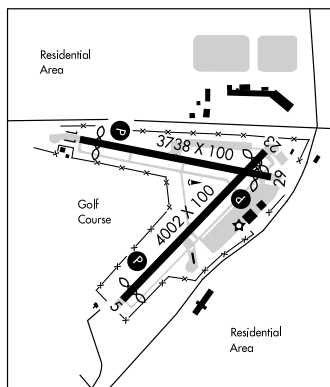 Residential
Area
P
3738 X 100
11
23
29
P
Golf
Course
4002 X 100
P
5
Residential
Area